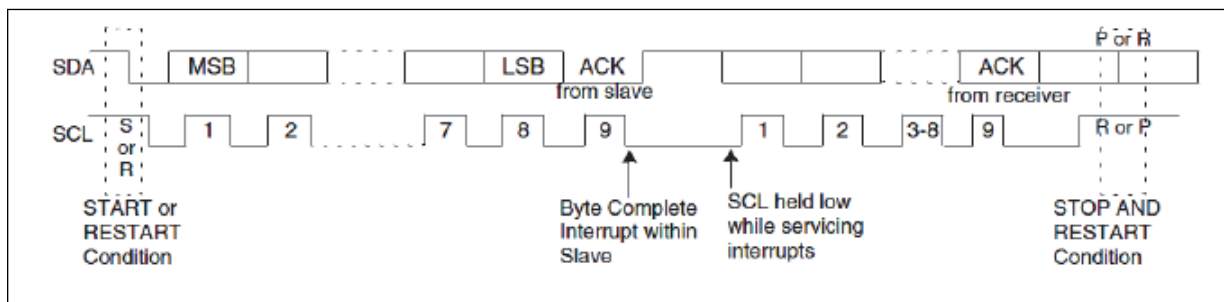 P or R
SDA MSB LSB ACK ACK
from slave from receiver
SCL S or R 1 2 7 8 9 1 2 3-8 9 R or P
START or
RESTART
Condition
Byte Complete
Interrupt within
Slave
SCL held low
while servicing
interrupts
STOP AND
RESTART
Condition